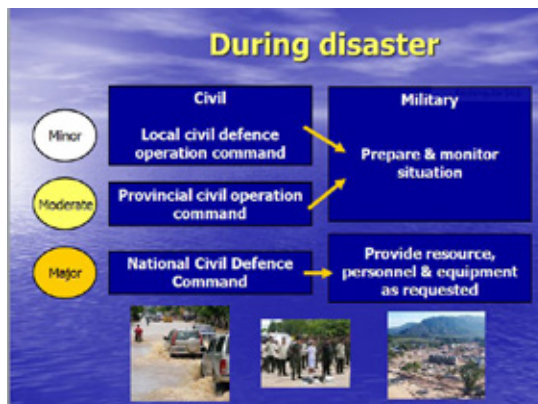 During disaster
Civil
Military
Minor
Local civil defence
operation command
Prepare & monitor
situation
Moderate
Provincial civil operation
command
Major
National Civil Defence
Command
Provide resource,
personnel & equipment
as requested